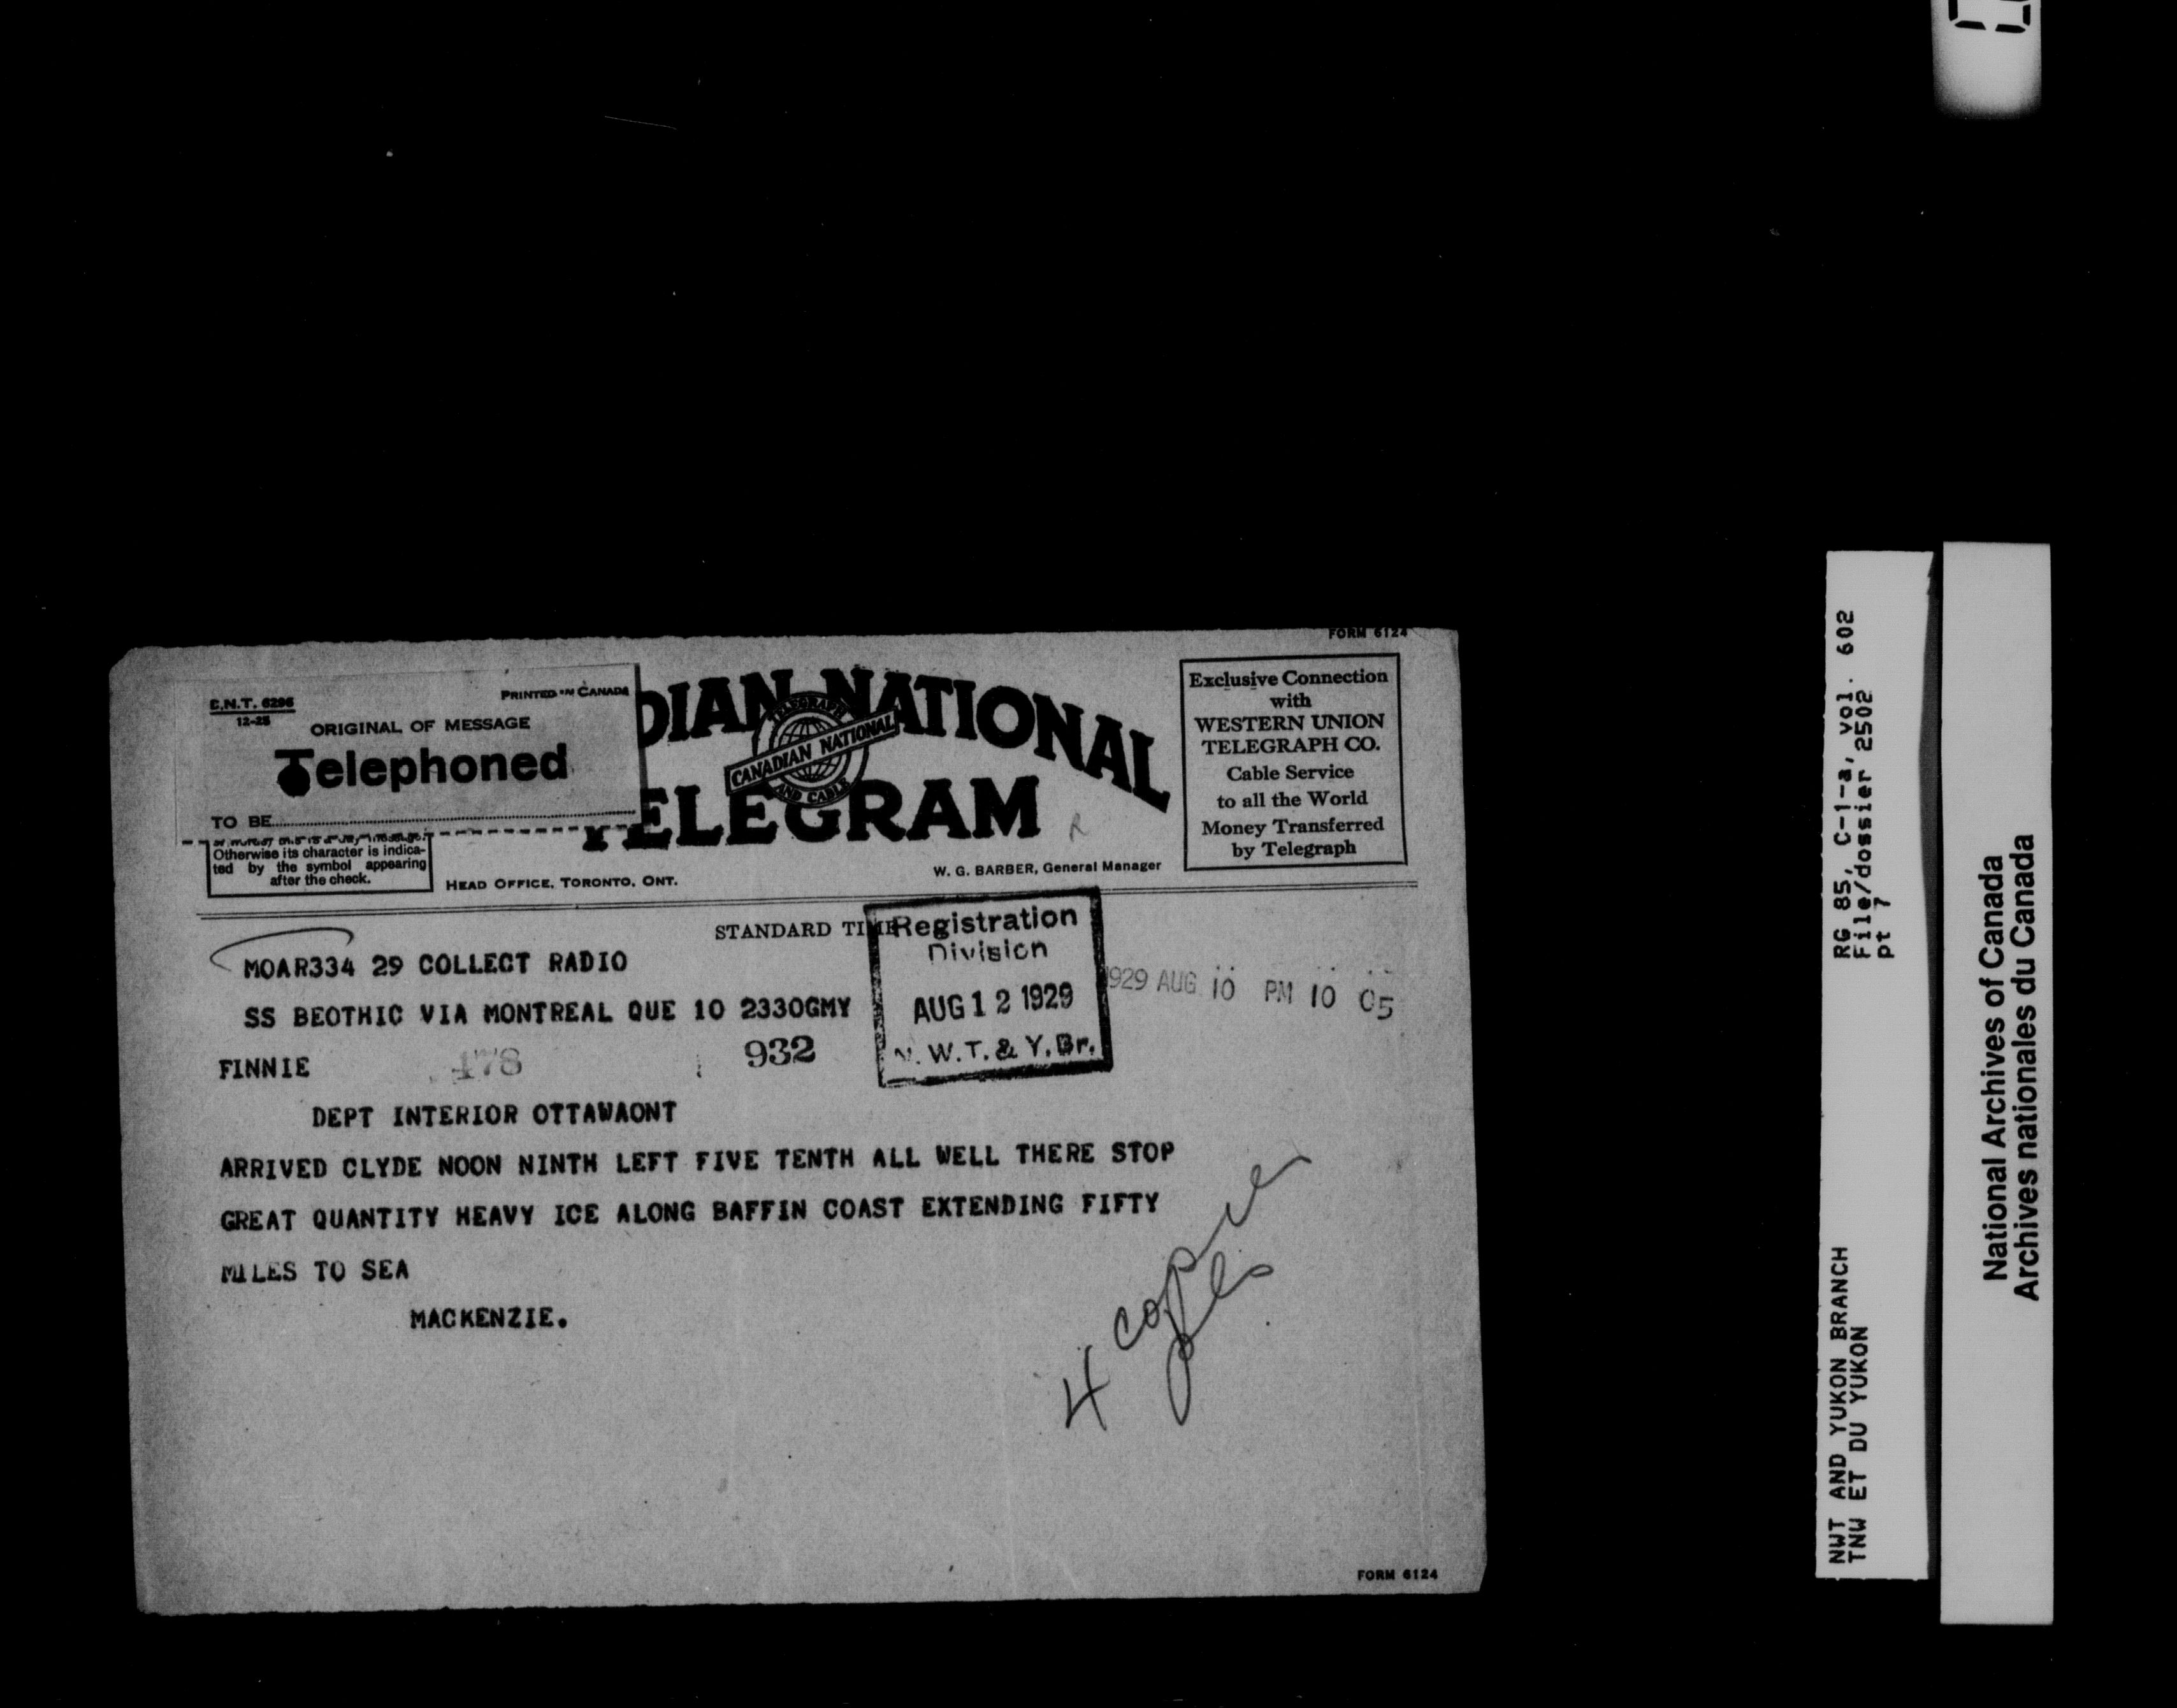 FORM 6124
C.N.T. 6296
12-28
PRINTED IN CANADA
ORIGINAL OF MESSAGE
Telephoned
TO BE
Otherwise its character is indica-
ted by the symbol appearing
after the check.
DIAN NATIONAL
TELEGRAM
TELEGRAPH
CANADIAN NATIONAL
AND CABLE
HEAD OFFICE, TORONTO, ONT.
W. G. BARBER, General Manager
Exclusive Connection
with
WESTERN UNION
TELEGRAPH CO.
Cable Service
to all the World
Money Transferred
by Telegraph
STANDARD TIME
Registration
Division
AUG 12 1929
N.W.T. & Y. Br.
1929 AUG 10 PM 10 05
MOAR334 29 COLLECT RADIO
SS BEOTHIC VIA MONTREAL QUE 10 2330GMY
FINNIE 478 932
DEPT INTERIOR OTTAWAONT
ARRIVED CLYDE NOON NINTH LEFT FIVE TENTH ALL WELL THERE STOP
GREAT QUANTITY HEAVY ICE ALONG BAFFIN COAST EXTENDING FIFTY
MILES TO SEA
MACKENZIE.
4 copies
pls
FORM 6124
RG 85, C-1-a, vol. 602
File/dossier 2502
pt 7
NWT AND YUKON BRANCH
TNW ET DU YUKON
National Archives of Canada
Archives nationales du Canada